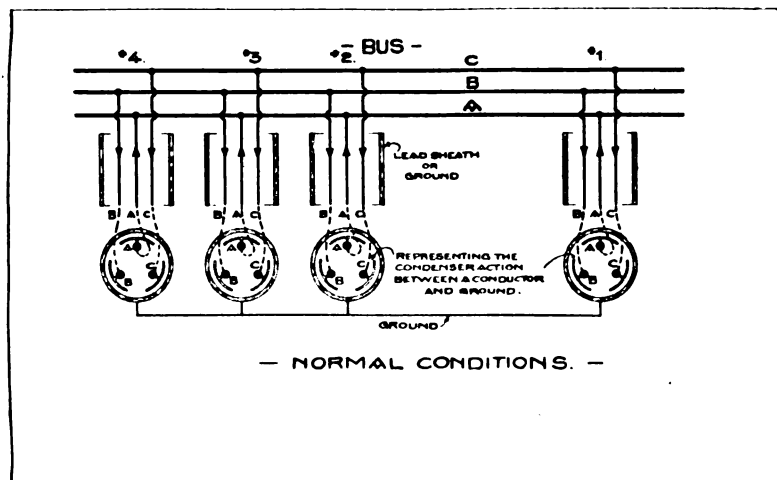 - BUS -
#4. #3 #2. #1.
C
B
A
LEAD SHEATH
OR
GROUND
B A C B A C B A C B A C
A A A A
B C B C B C B C
REPRESENTING THE
CONDENSER ACTION
BETWEEN A CONDUCTOR
AND GROUND.
GROUND
- NORMAL CONDITIONS. -